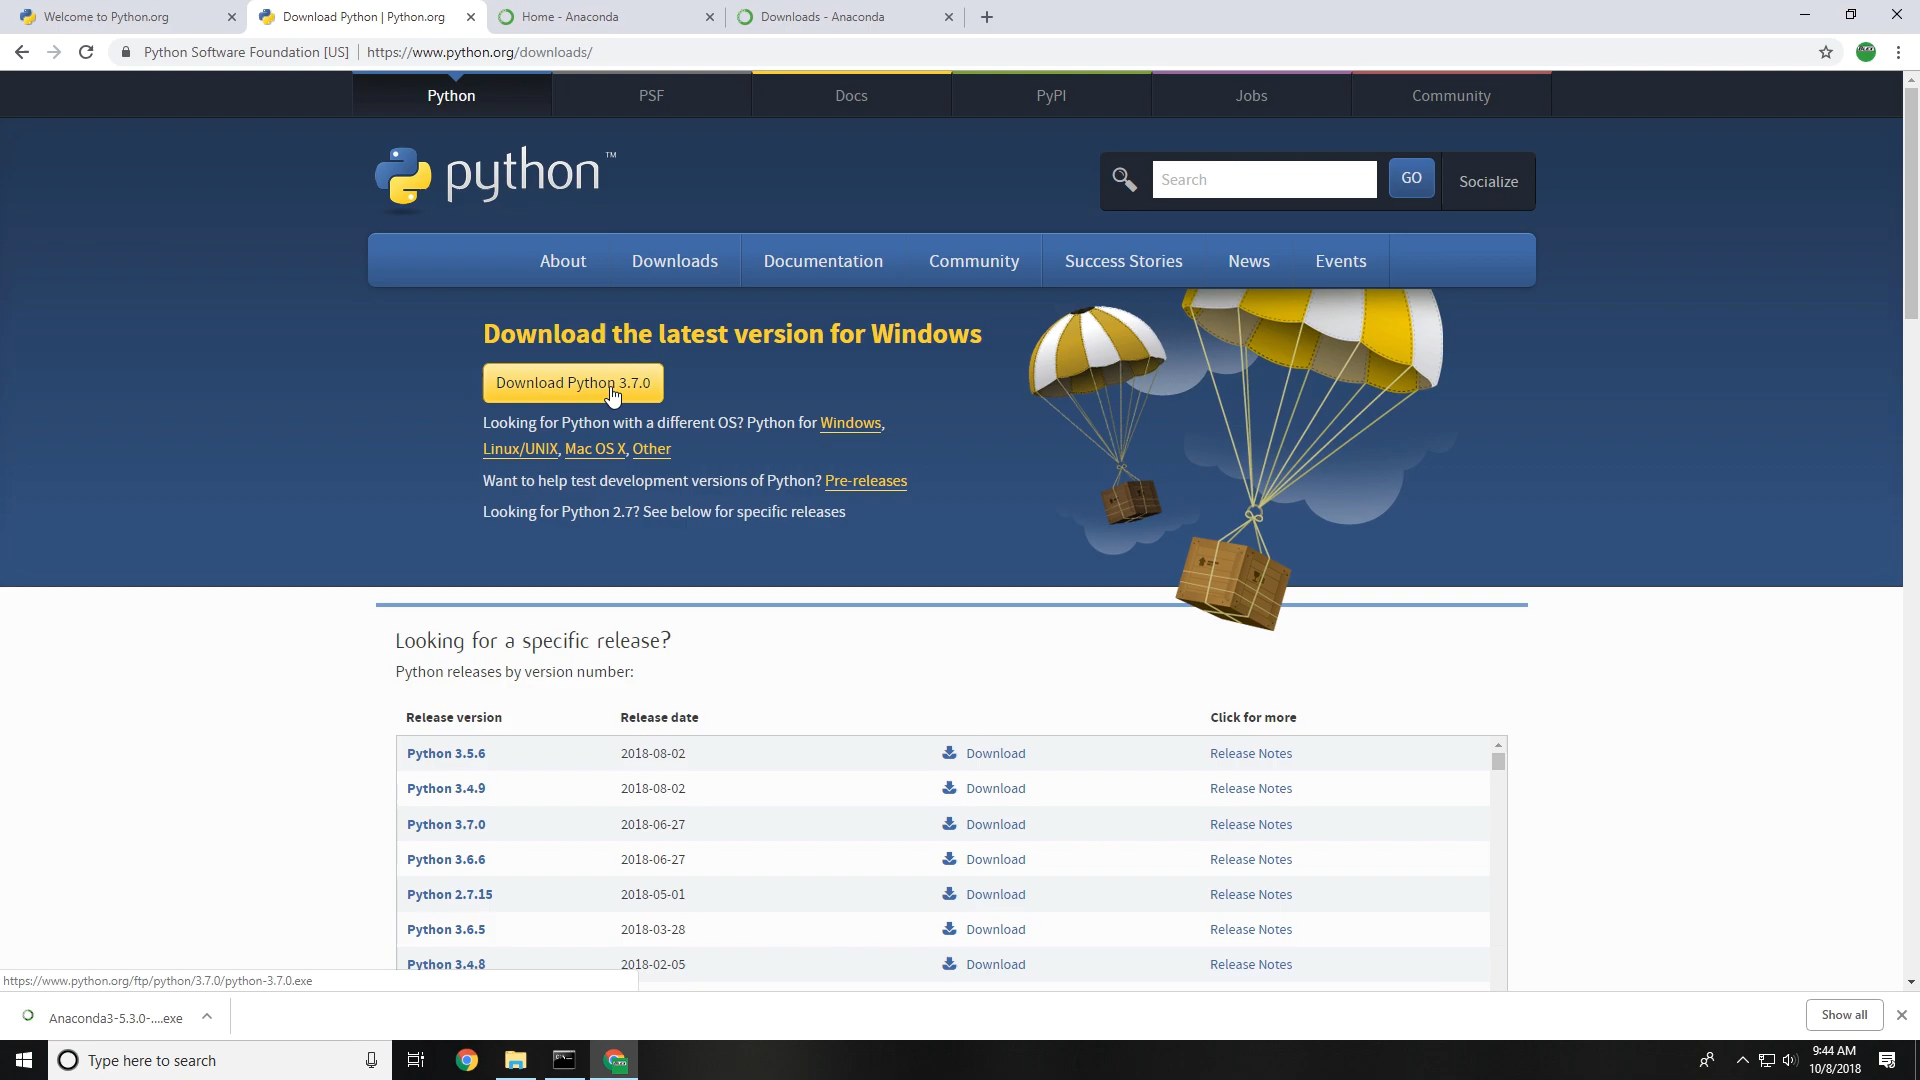 Welcome to Python.org
Download Python | Python.org
Home - Anaconda
Downloads - Anaconda
Python Software Foundation [US] | https://www.python.org/downloads/
Python
PSF
Docs
PyPI
Jobs
Community
python™
Search
GO
Socialize
About
Downloads
Documentation
Community
Success Stories
News
Events
Download the latest version for Windows
Download Python 3.7.0
Looking for Python with a different OS? Python for Windows,
Linux/UNIX, Mac OS X, Other
Want to help test development versions of Python? Pre-releases
Looking for Python 2.7? See below for specific releases
Looking for a specific release?
Python releases by version number:
Release version Release date Click for more
Python 3.5.6 2018-08-02 Download Release Notes
Python 3.4.9 2018-08-02 Download Release Notes
Python 3.7.0 2018-06-27 Download Release Notes
Python 3.6.6 2018-06-27 Download Release Notes
Python 2.7.15 2018-05-01 Download Release Notes
Python 3.6.5 2018-03-28 Download Release Notes
Python 3.4.8 2018-02-05 Download Release Notes
https://www.python.org/ftp/python/3.7.0/python-3.7.0.exe
Anaconda3-5.3.0-....exe
Show all
Type here to search
9:44 AM
10/8/2018